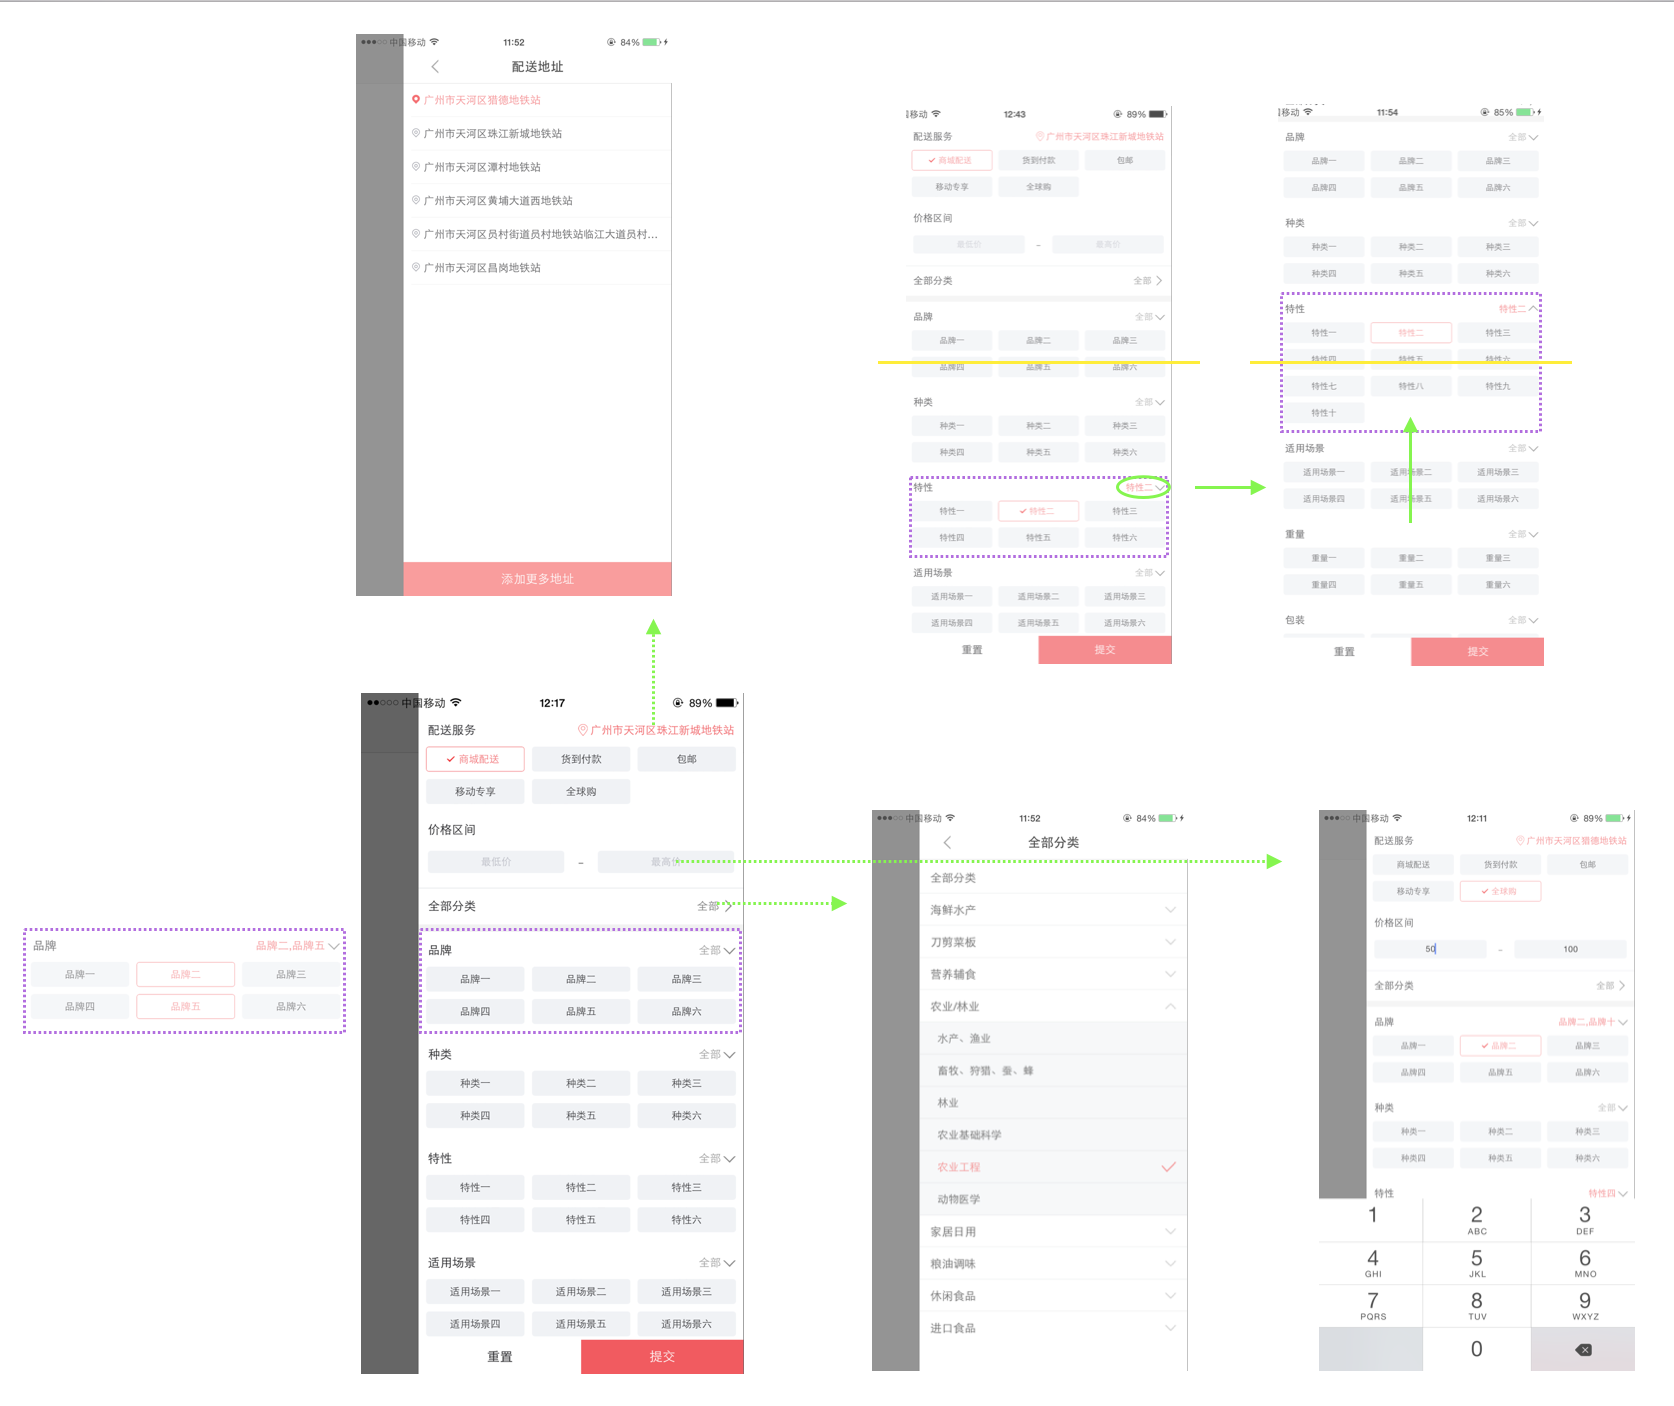 中国移动 11:52 84%
配送地址
广州市天河区猎德地铁站
广州市天河区珠江新城地铁站
广州市天河区潭村地铁站
广州市天河区黄埔大道西地铁站
广州市天河区员村街道员村地铁站临江大道员村...
广州市天河区昌岗地铁站
添加更多地址
移动 12:43 89%
配送服务 广州市天河区珠江新城地铁站
商城配送 货到付款 包邮
移动专享 全球购
价格区间
最低价 - 最高价
全部分类 全部
品牌 全部
品牌一 品牌二 品牌三
品牌四 品牌五 品牌六
种类 全部
种类一 种类二 种类三
种类四 种类五 种类六
特性 特性二
特性一 特性二 特性三
特性四 特性五 特性六
适用场景 全部
适用场景一 适用场景二 适用场景三
适用场景四 适用场景五 适用场景六
重置 提交
移动 11:54 85%
品牌 全部
品牌一 品牌二 品牌三
品牌四 品牌五 品牌六
种类 全部
种类一 种类二 种类三
种类四 种类五 种类六
特性 特性二
特性一 特性二 特性三
特性四 特性五 特性六
特性七 特性八 特性九
特性十
适用场景 全部
适用场景一 适用场景二 适用场景三
适用场景四 适用场景五 适用场景六
重量 全部
重量一 重量二 重量三
重量四 重量五 重量六
包装 全部
重置 提交
品牌 品牌二,品牌五
品牌一 品牌二 品牌三
品牌四 品牌五 品牌六
中国移动 12:17 89%
配送服务 广州市天河区珠江新城地铁站
商城配送 货到付款 包邮
移动专享 全球购
价格区间
最低价 - 最高价
全部分类 全部
品牌 全部
品牌一 品牌二 品牌三
品牌四 品牌五 品牌六
种类 全部
种类一 种类二 种类三
种类四 种类五 种类六
特性 全部
特性一 特性二 特性三
特性四 特性五 特性六
适用场景 全部
适用场景一 适用场景二 适用场景三
适用场景四 适用场景五 适用场景六
重置 提交
中国移动 11:52 84%
全部分类
全部分类
海鲜水产
刀剪菜板
营养辅食
农业/林业
水产、渔业
畜牧、狩猎、蚕、蜂
林业
农业基础科学
农业工程
动物医学
家居日用
粮油调味
休闲食品
进口食品
中国移动 12:11 89%
配送服务 广州市天河区猎德地铁站
商城配送 货到付款 包邮
移动专享 全球购
价格区间
50 - 100
全部分类 全部
品牌 品牌二,品牌十
品牌一 品牌二 品牌三
品牌四 品牌五 品牌六
种类 全部
种类一 种类二 种类三
种类四 种类五 种类六
特性 特性四
1 2 3
ABC DEF
4 5 6
GHI JKL MNO
7 8 9
PQRS TUV WXYZ
0